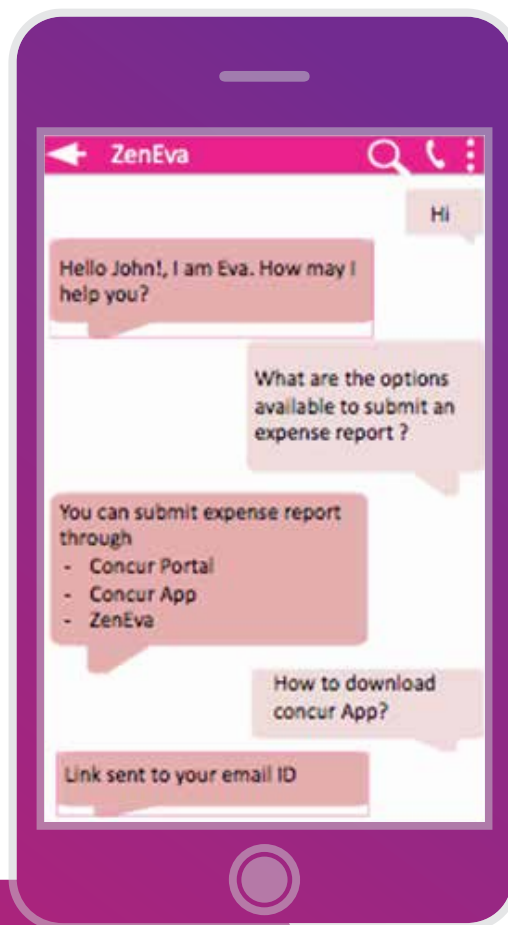 ZenEva
Hi
Hello John!, I am Eva. How may I
help you?
What are the options
available to submit an
expense report ?
You can submit expense report
through
- Concur Portal
- Concur App
- ZenEva
How to download
concur App?
Link sent to your email ID